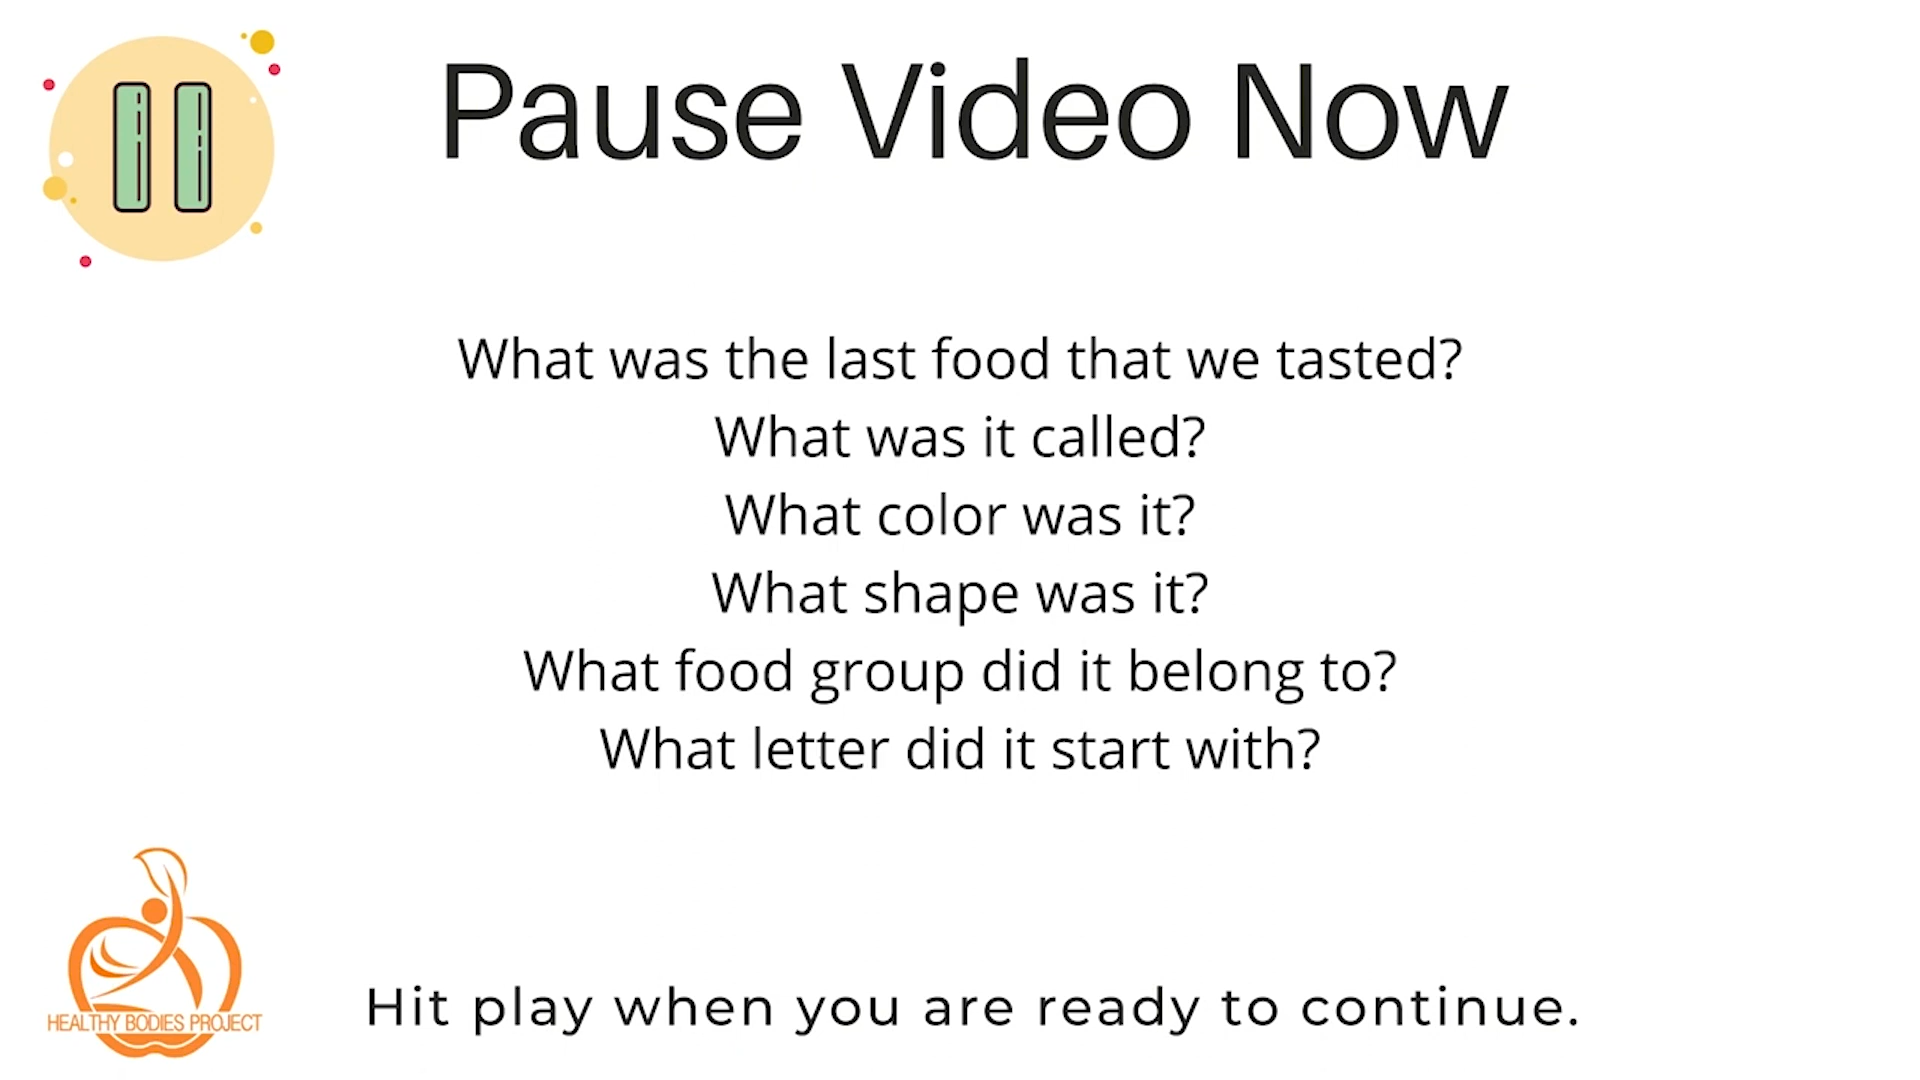 Pause Video Now
What was the last food that we tasted?
What was it called?
What color was it?
What shape was it?
What food group did it belong to?
What letter did it start with?
HEALTHY BODIES PROJECT
Hit play when you are ready to continue.